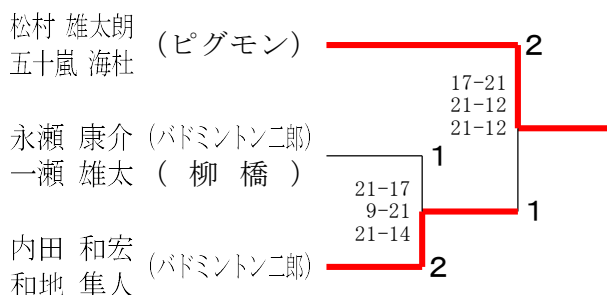 松村 雄太朗
五十嵐 海杜
(ピグモン)
2
17-21
21-12
21-12
永瀬 康介 (バドミントン二郎)
一瀬 雄太 ( 柳 橋 )
1
21-17
9-21
21-14
1
内田 和宏
和地 隼人
(バドミントン二郎)
2